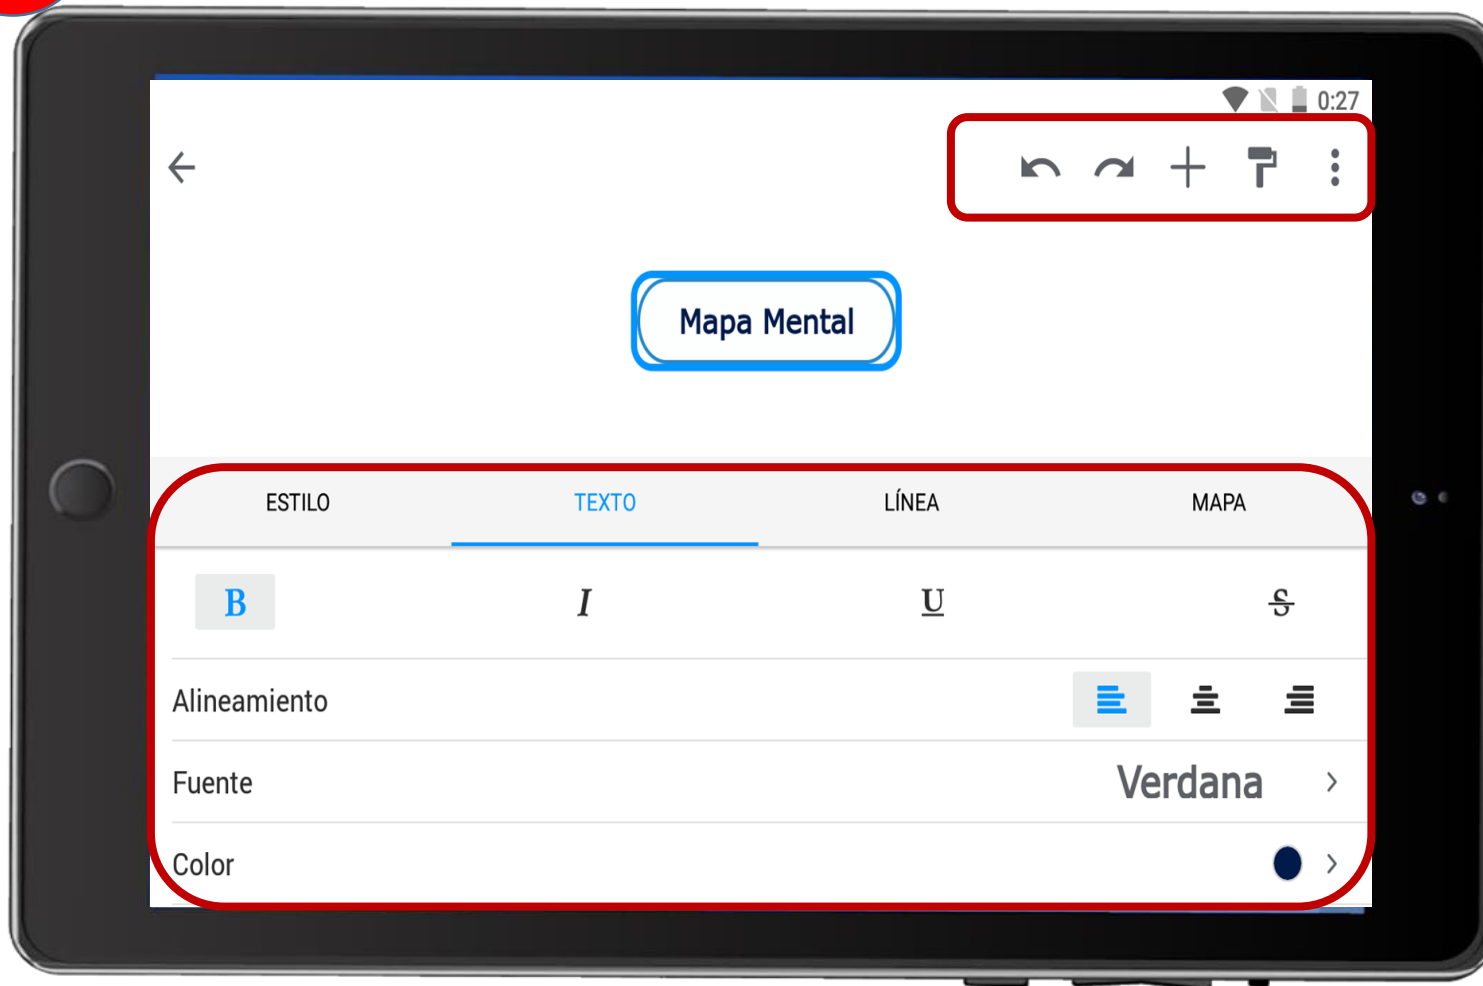 0:27
Mapa Mental
ESTILO TEXTO LÍNEA MAPA
B I U S
Alineamiento
Fuente Verdana
Color